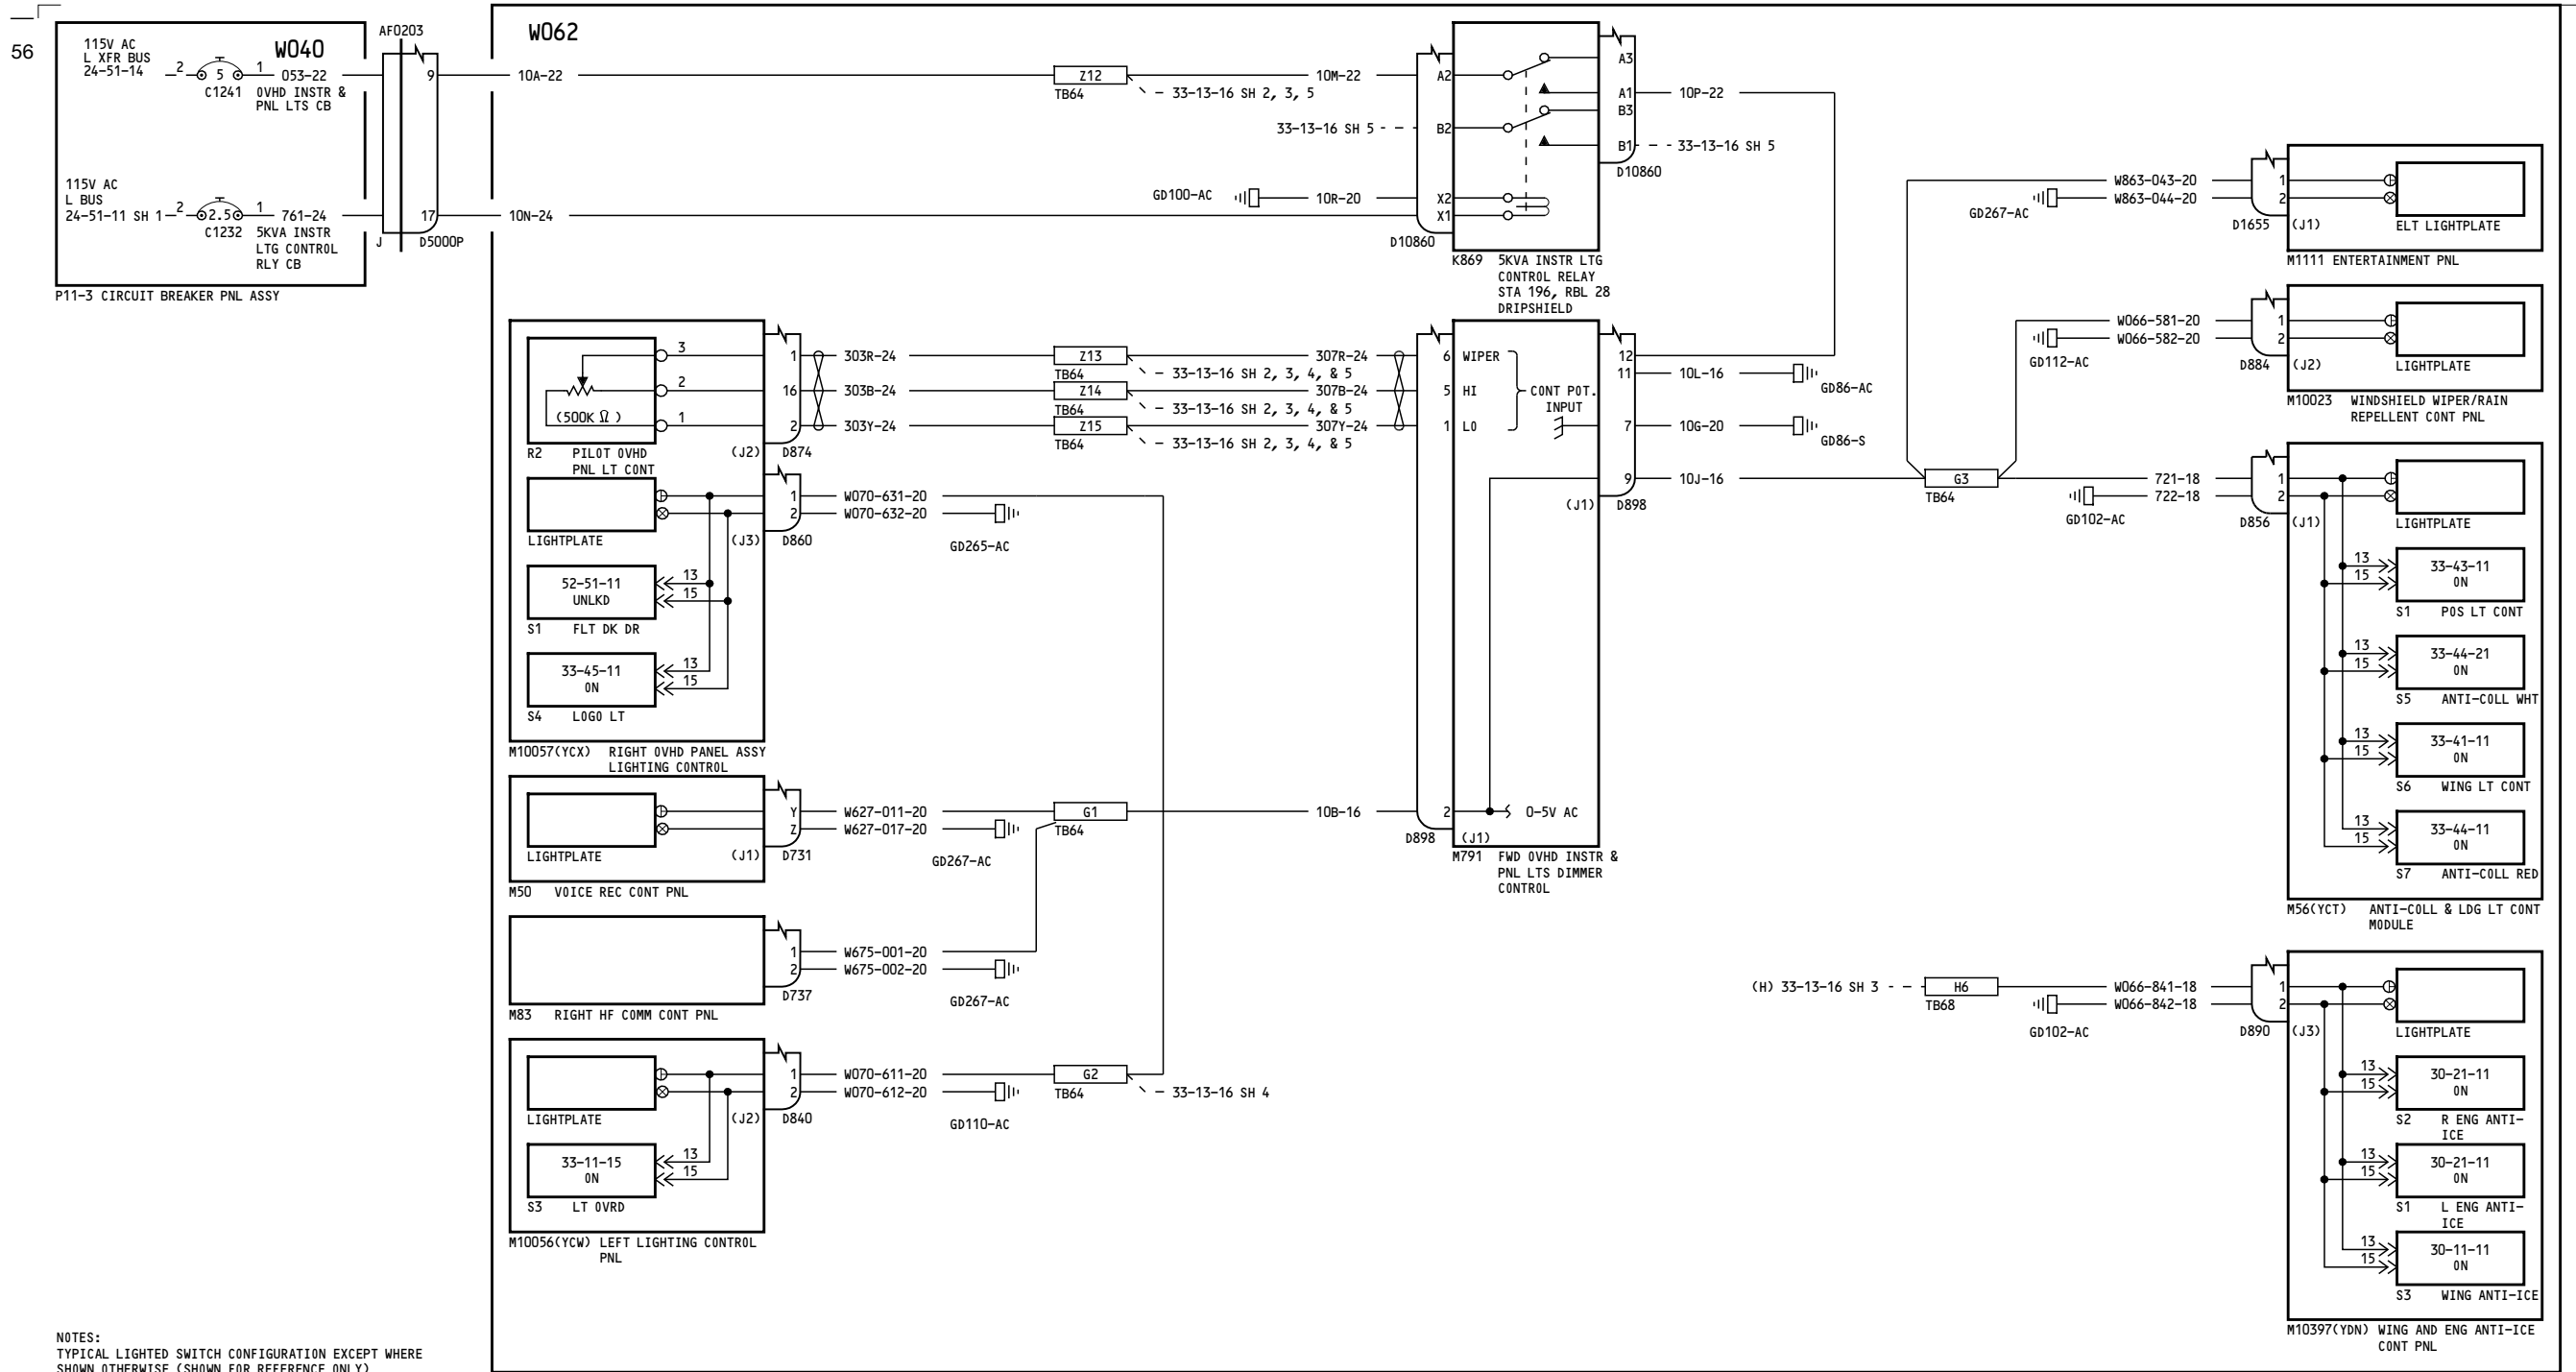 56
W040
115V AC
L XFR BUS
24-51-14
2
5
1
053-22
C1241
OVHD INSTR &
PNL LTS CB
115V AC
L BUS
24-51-11 SH 1
2
2.5
1
761-24
C1232
5KVA INSTR
LTG CONTROL
RLY CB
P11-3 CIRCUIT BREAKER PNL ASSY
AF0203
9
17
J
D5000P
W062
10A-22
Z12
TB64
33-13-16 SH 2, 3, 5
10M-22
33-13-16 SH 5
GD100-AC
10R-20
10N-24
A2
B2
X2
X1
D10860
A3
A1
B3
B1
D10860
10P-22
33-13-16 SH 5
K869 5KVA INSTR LTG
CONTROL RELAY
STA 196, RBL 28
DRIPSHIELD
(500K Ω)
3
2
1
R2 PILOT OVHD
PNL LT CONT
1
16
2
(J2)
D874
303R-24
303B-24
303Y-24
Z13
TB64
33-13-16 SH 2, 3, 4, & 5
Z14
TB64
33-13-16 SH 2, 3, 4, & 5
Z15
TB64
33-13-16 SH 2, 3, 4, & 5
307R-24
307B-24
307Y-24
6 WIPER
5 HI
1 LO
CONT POT.
INPUT
12
11
7
9
(J1)
D898
10L-16
GD86-AC
10G-20
GD86-S
10J-16
G3
TB64
LIGHTPLATE
1
2
(J3)
D860
W070-631-20
W070-632-20
GD265-AC
52-51-11
UNLKD
13
15
S1 FLT DK DR
33-45-11
ON
13
15
S4 LOGO LT
M10057(YCX) RIGHT OVHD PANEL ASSY
LIGHTING CONTROL
LIGHTPLATE
Y
Z
(J1)
D731
W627-011-20
W627-017-20
GD267-AC
G1
TB64
10B-16
2
D898
(J1)
0-5V AC
M791 FWD OVHD INSTR &
PNL LTS DIMMER
CONTROL
M50 VOICE REC CONT PNL
1
2
D737
W675-001-20
W675-002-20
GD267-AC
M83 RIGHT HF COMM CONT PNL
LIGHTPLATE
1
2
(J2)
D840
W070-611-20
W070-612-20
GD110-AC
G2
TB64
33-13-16 SH 4
33-11-15
ON
13
15
S3 LT OVRD
M10056(YCW) LEFT LIGHTING CONTROL
PNL
W863-043-20
W863-044-20
GD267-AC
1
2
D1655
(J1)
ELT LIGHTPLATE
M1111 ENTERTAINMENT PNL
W066-581-20
W066-582-20
GD112-AC
1
2
D884
(J2)
LIGHTPLATE
M10023 WINDSHIELD WIPER/RAIN
REPELLENT CONT PNL
721-18
722-18
GD102-AC
1
2
D856
(J1)
LIGHTPLATE
13
15
33-43-11
ON
S1 POS LT CONT
13
15
33-44-21
ON
S5 ANTI-COLL WHT
13
15
33-41-11
ON
S6 WING LT CONT
13
15
33-44-11
ON
S7 ANTI-COLL RED
M56(YCT) ANTI-COLL & LDG LT CONT
MODULE
(H) 33-13-16 SH 3
H6
TB68
W066-841-18
W066-842-18
GD102-AC
1
2
D890
(J3)
LIGHTPLATE
13
15
30-21-11
ON
S2 R ENG ANTI-
ICE
13
15
30-21-11
ON
S1 L ENG ANTI-
ICE
13
15
30-11-11
ON
S3 WING ANTI-ICE
M10397(YDN) WING AND ENG ANTI-ICE
CONT PNL
NOTES:
TYPICAL LIGHTED SWITCH CONFIGURATION EXCEPT WHERE
SHOWN OTHERWISE (SHOWN FOR REFERENCE ONLY)